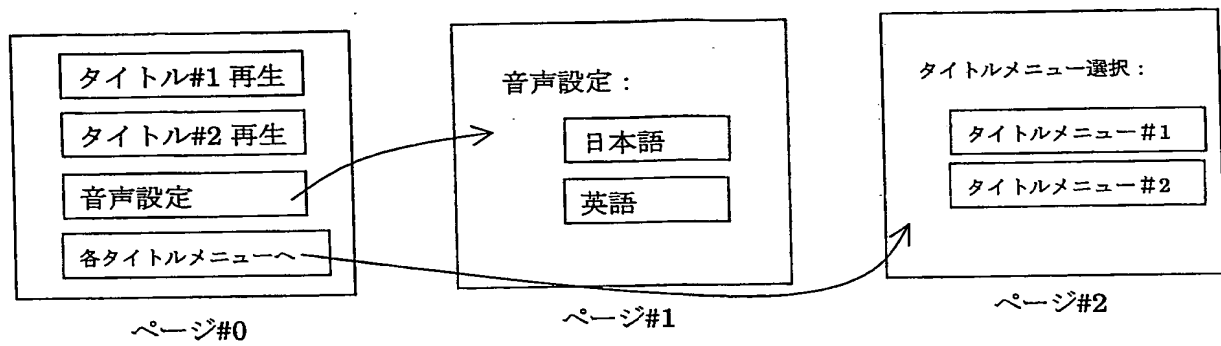 タイトル#1 再生
タイトル#2 再生
音声設定
各タイトルメニューへ
ページ#0
音声設定：
日本語
英語
ページ#1
タイトルメニュー選択：
タイトルメニュー#1
タイトルメニュー#2
ページ#2